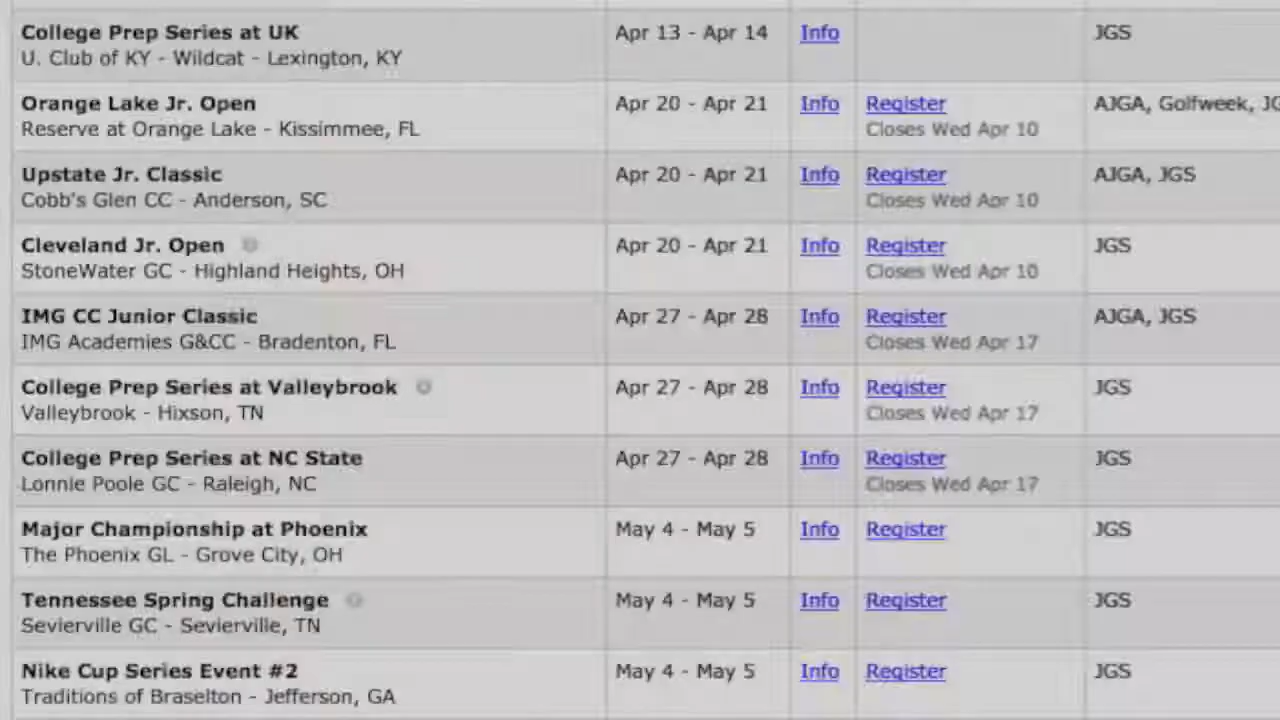 College Prep Series at UK Apr 13 - Apr 14 Info JGS
U. Club of KY - Wildcat - Lexington, KY
Orange Lake Jr. Open Apr 20 - Apr 21 Info Register AJGA, Golfweek, JG
Reserve at Orange Lake - Kissimmee, FL Closes Wed Apr 10
Upstate Jr. Classic Apr 20 - Apr 21 Info Register AJGA, JGS
Cobb's Glen CC - Anderson, SC Closes Wed Apr 10
Cleveland Jr. Open Apr 20 - Apr 21 Info Register JGS
StoneWater GC - Highland Heights, OH Closes Wed Apr 10
IMG CC Junior Classic Apr 27 - Apr 28 Info Register AJGA, JGS
IMG Academies G&CC - Bradenton, FL Closes Wed Apr 17
College Prep Series at Valleybrook Apr 27 - Apr 28 Info Register JGS
Valleybrook - Hixson, TN Closes Wed Apr 17
College Prep Series at NC State Apr 27 - Apr 28 Info Register JGS
Lonnie Poole GC - Raleigh, NC Closes Wed Apr 17
Major Championship at Phoenix May 4 - May 5 Info Register JGS
The Phoenix GL - Grove City, OH
Tennessee Spring Challenge May 4 - May 5 Info Register JGS
Sevierville GC - Sevierville, TN
Nike Cup Series Event #2 May 4 - May 5 Info Register JGS
Traditions of Braselton - Jefferson, GA